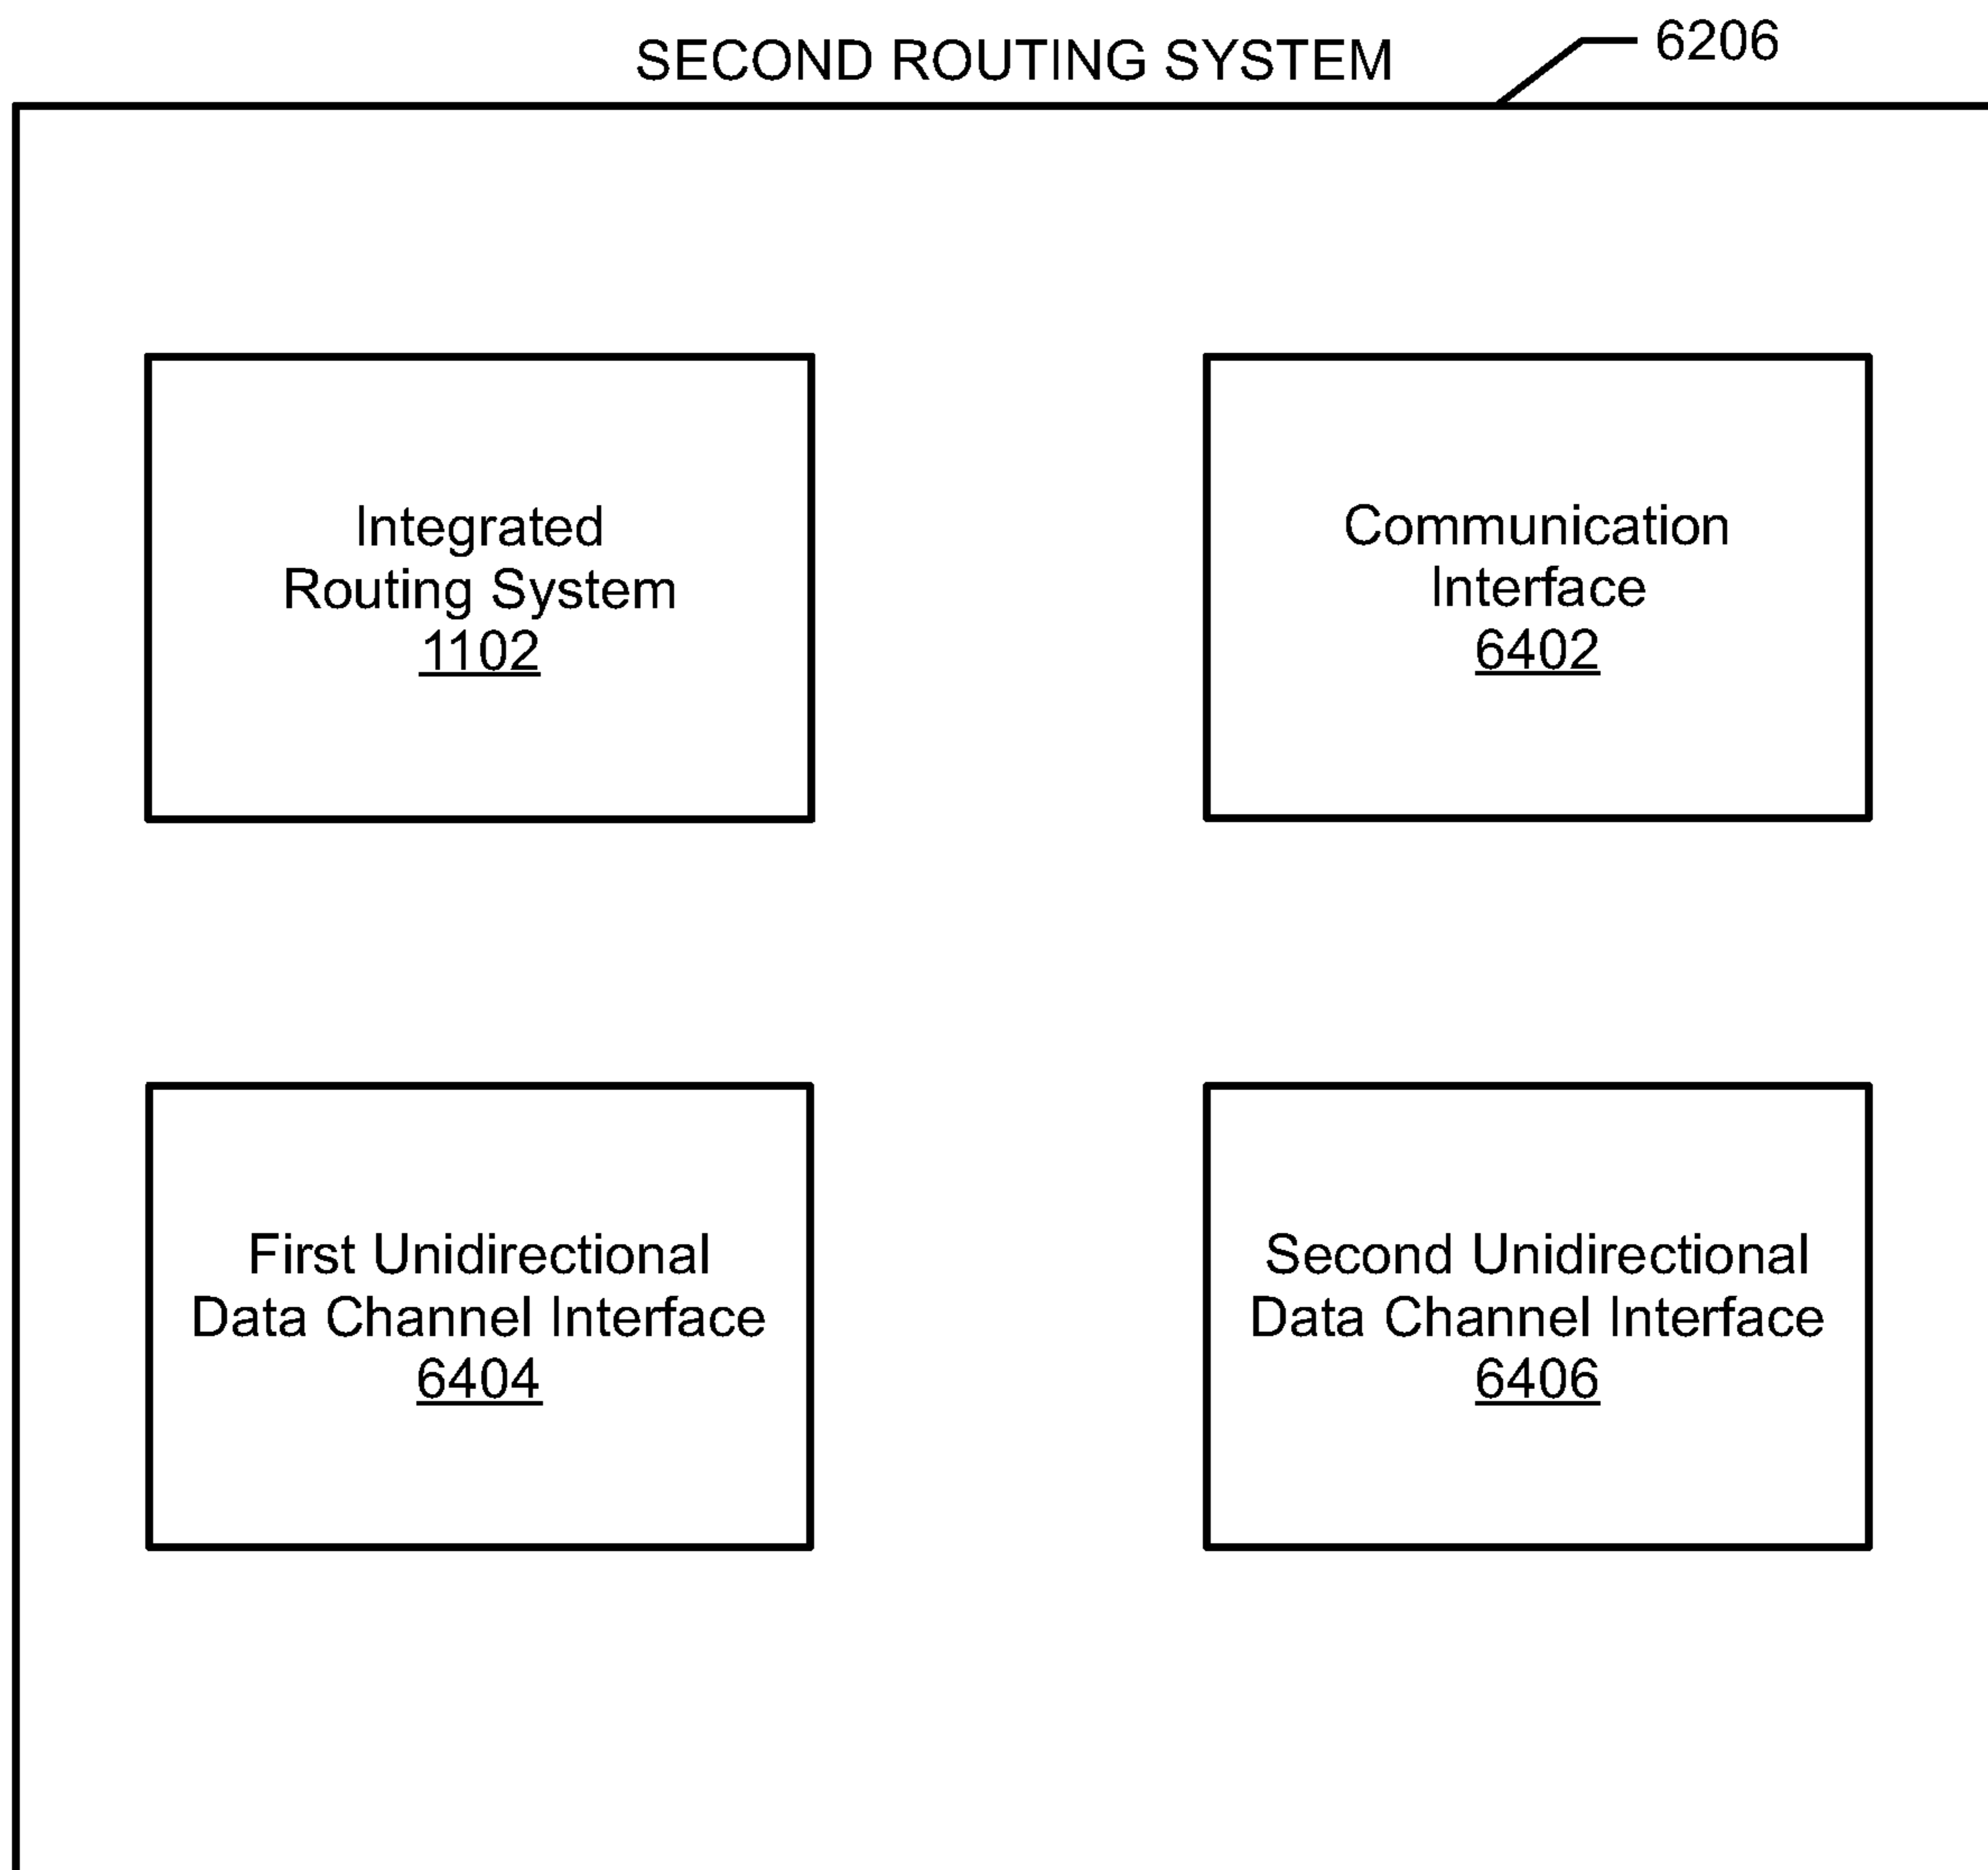 SECOND ROUTING SYSTEM
6206
Integrated
Routing System
1102
Communication
Interface
6402
First Unidirectional
Data Channel Interface
6404
Second Unidirectional
Data Channel Interface
6406